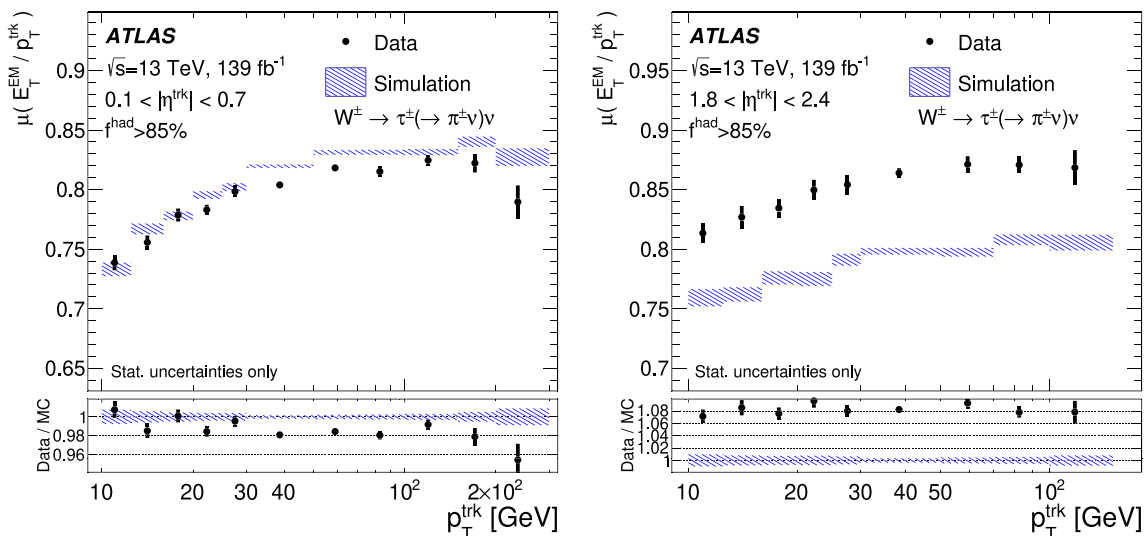 μ( E_T^EM / p_T^trk )
0.9
0.85
0.8
0.75
0.7
0.65
ATLAS
√s=13 TeV, 139 fb⁻¹
0.1 < |η^trk| < 0.7
f^had>85%
Data
Simulation
W^± → τ^±(→ π^±ν)ν
Stat. uncertainties only
Data / MC
1
0.98
0.96
10 20 30 40 10² 2×10²
p_T^trk [GeV]
μ( E_T^EM / p_T^trk )
0.95
0.9
0.85
0.8
0.75
0.7
ATLAS
√s=13 TeV, 139 fb⁻¹
1.8 < |η^trk| < 2.4
f^had>85%
Data
Simulation
W^± → τ^±(→ π^±ν)ν
Stat. uncertainties only
Data / MC
1.08
1.06
1.04
1.02
1
10 20 30 40 50 10²
p_T^trk [GeV]